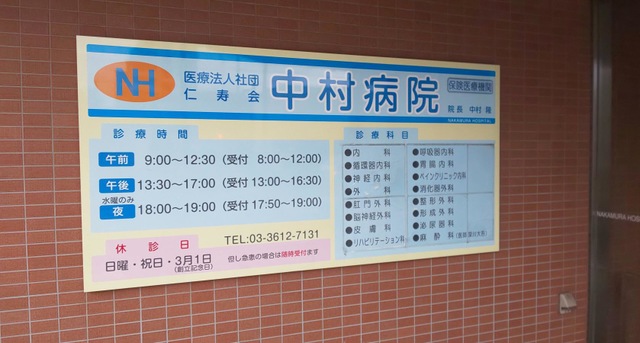 NH
医療法人社団
仁寿会
中村病院
保険医療機関
院長 中村 隆
NAKAMURA HOSPITAL
診療時間
午前 9:00～12:30（受付 8:00～12:00）
午後 13:30～17:00（受付 13:00～16:30）
水曜のみ
夜 18:00～19:00（受付 17:50～19:00）
休診日
日曜・祝日・3月1日
（創立記念日）
TEL:03-3612-7131
但し急患の場合は随時受付ます
診療科目
●内科
●循環器内科
●神経内科
●外科
●肛門外科
●脳神経外科
●皮膚科
●リハビリテーション科
●呼吸器内科
●胃腸内科
●ペインクリニック内科
●消化器外科
●整形外科
●形成外科
●泌尿器科
●麻酔科
NAKAMURA HO